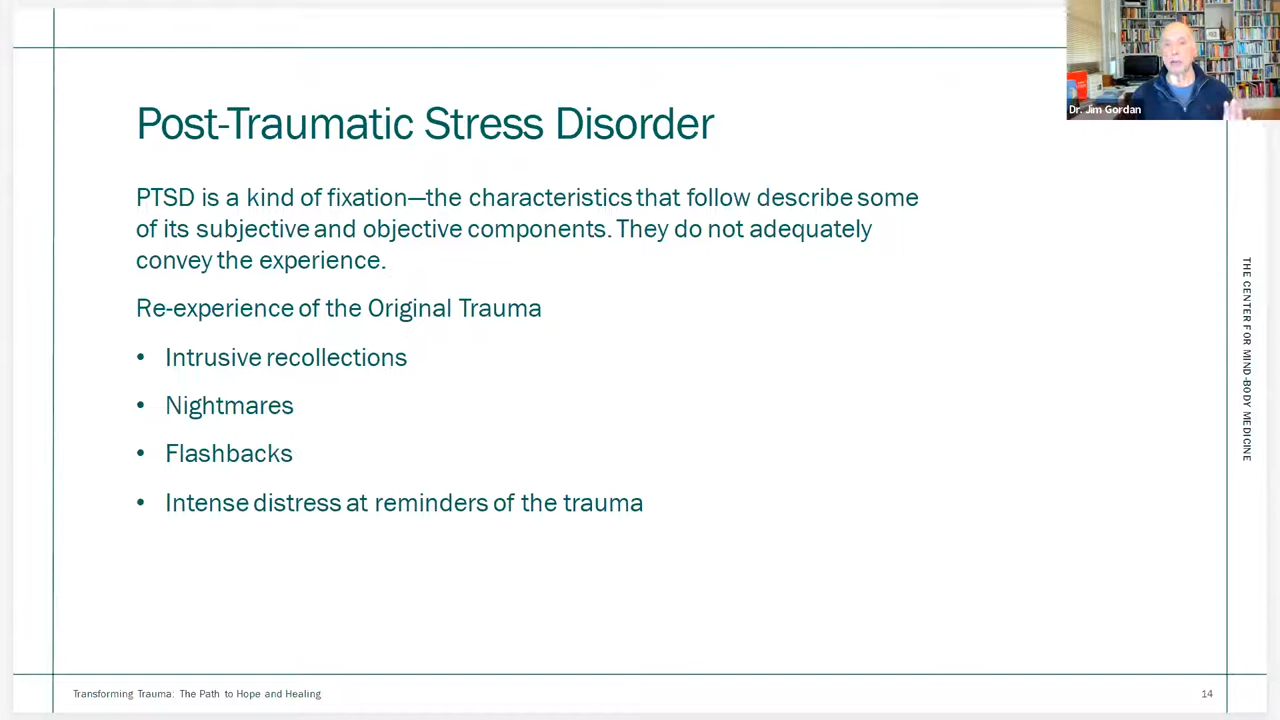 Dr. Jim Gordan
Post-Traumatic Stress Disorder
PTSD is a kind of fixation—the characteristics that follow describe some
of its subjective and objective components. They do not adequately
convey the experience.
Re-experience of the Original Trauma
• Intrusive recollections
• Nightmares
• Flashbacks
• Intense distress at reminders of the trauma
THE CENTER FOR MIND-BODY MEDICINE
Transforming Trauma: The Path to Hope and Healing
14